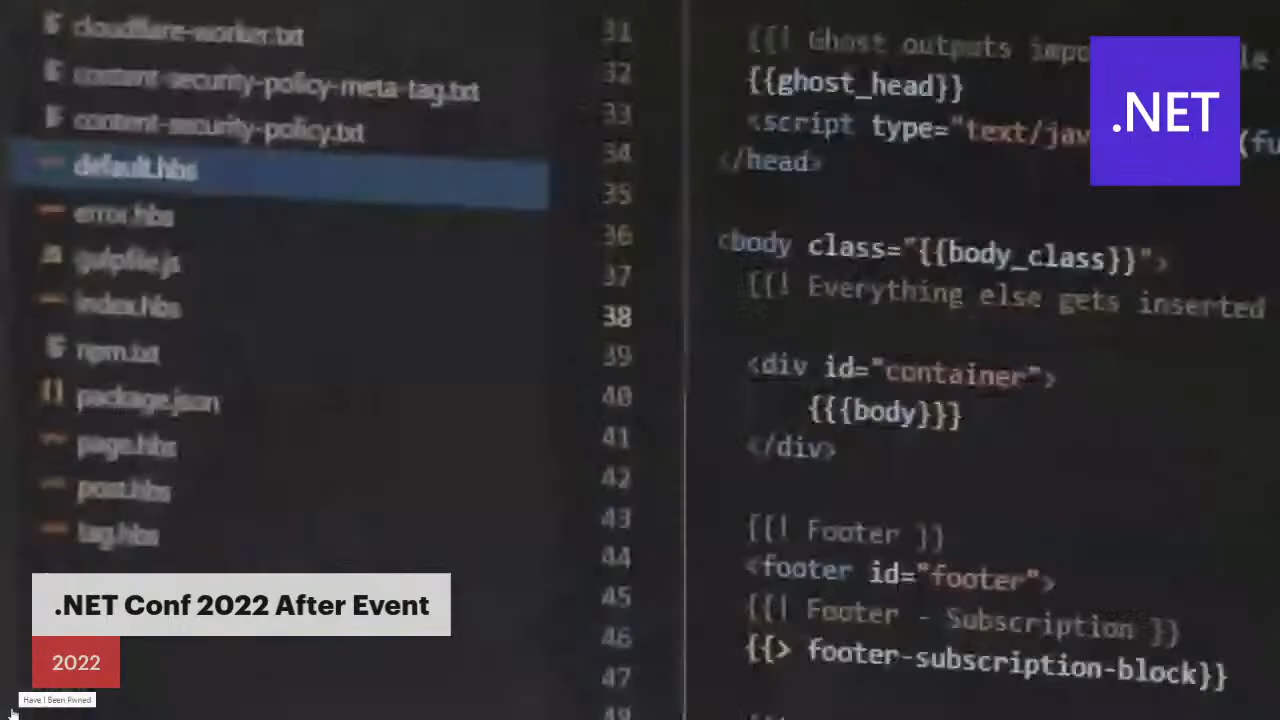 cloudflare-worker.txt
content-security-policy-meta-tag.txt
content-security-policy.txt
default.hbs
error.hbs
gulpfile.js
index.hbs
npm.txt
package.json
page.hbs
post.hbs
tag.hbs
31
32
33
34
35
36
37
38
39
40
41
42
43
44
45
46
47
48
{{! Ghost outputs
{{ghost_head}}
<script type="text/jav
</head>
<body class="{{body_class}}">
{{! Everything else gets inserted
<div id="container">
{{{body}}}
</div>
{{! Footer }}
<footer id="footer">
{{! Footer - Subscription }}
{{> footer-subscription-block}}
.NET
.NET Conf 2022 After Event
2022
Have I Been Pwned